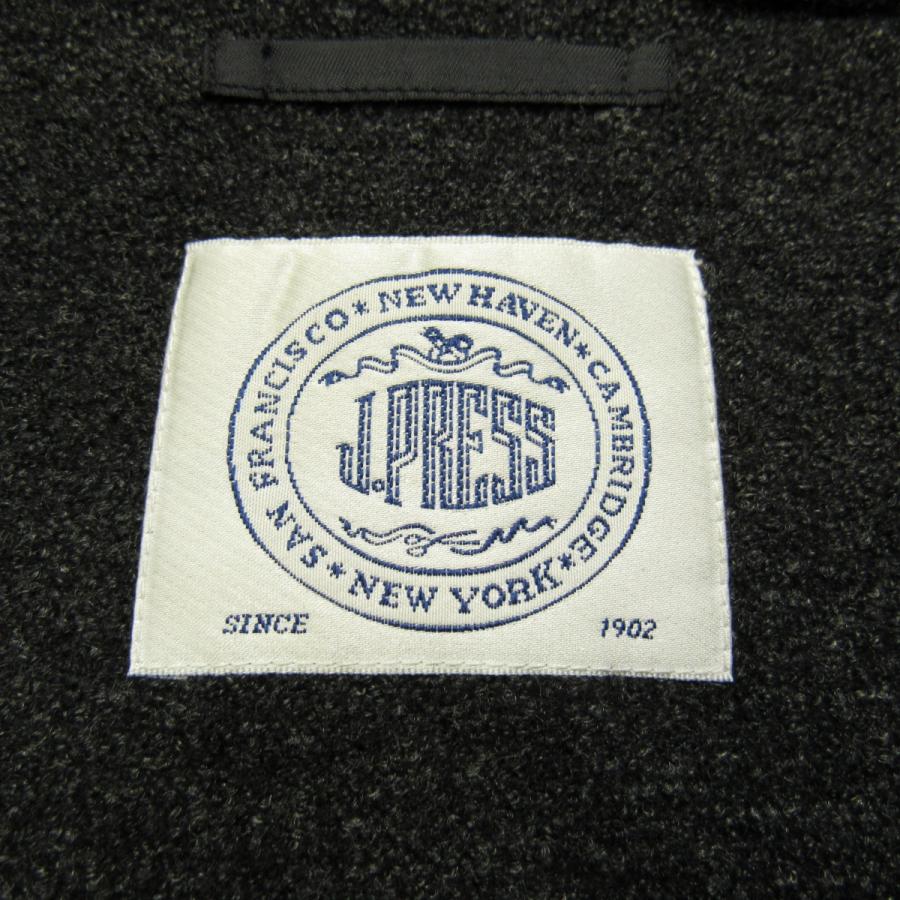 SAN FRANCISCO * NEW HAVEN * CAMBRIDGE * NEW YORK *
J.PRESS
SINCE 1902